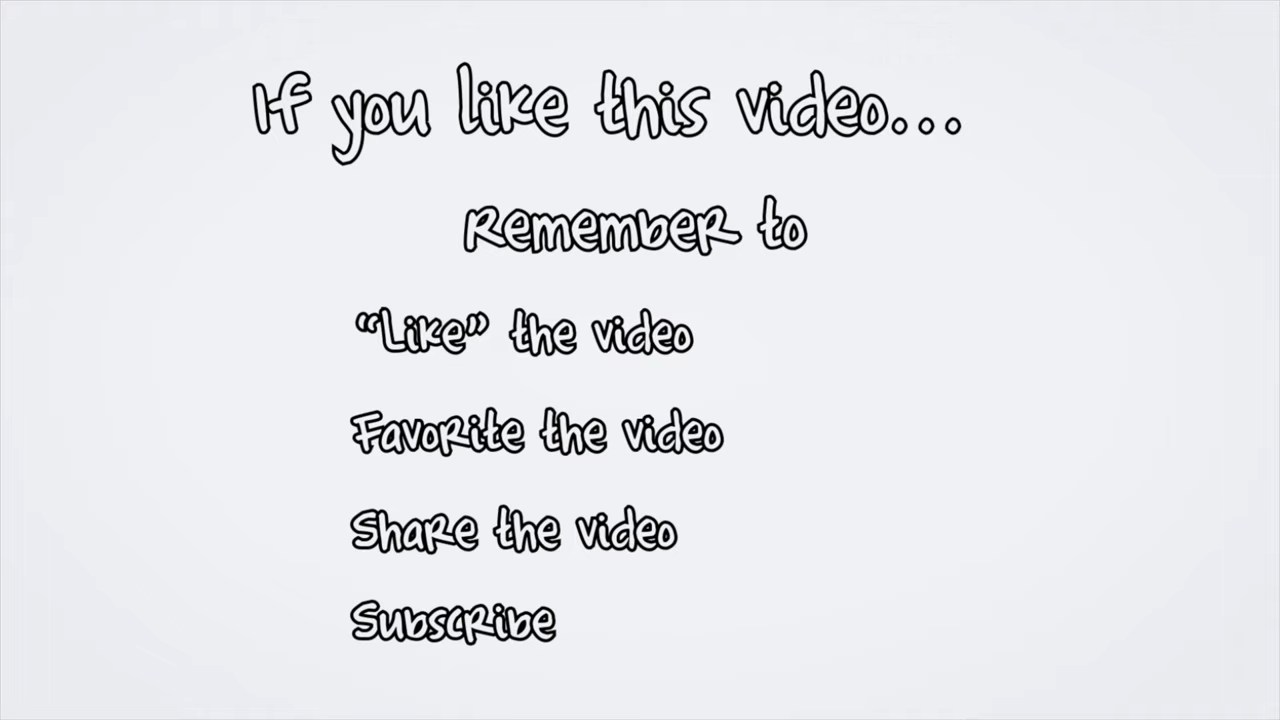 If you like this video...
Remember to
“Like” the video
Favorite the video
Share the video
Subscribe